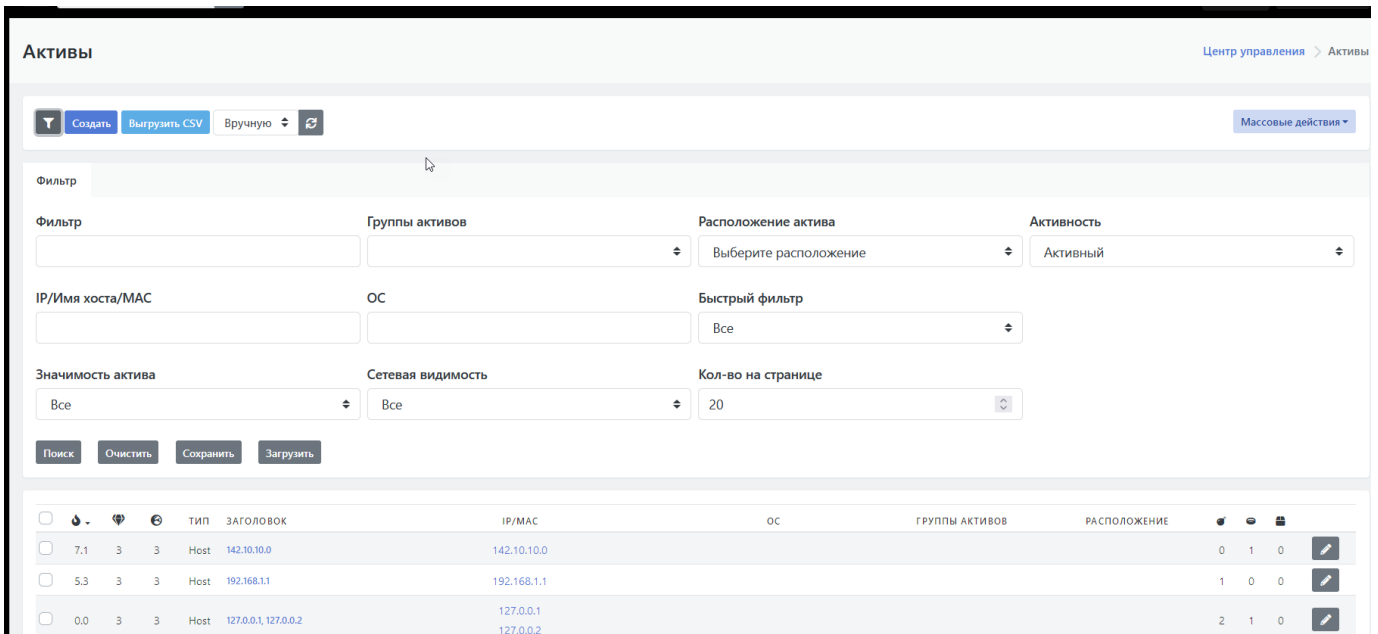 Активы
Центр управления > Активы
Создать Выгрузить CSV Вручную Массовые действия
Фильтр
Фильтр Группы активов Расположение актива Активность
Выберите расположение Активный
IP/Имя хоста/MAC ОС Быстрый фильтр
Все
Значимость актива Сетевая видимость Кол-во на странице
Все Все 20
Поиск Очистить Сохранить Загрузить
ТИП ЗАГОЛОВОК IP/MAC ОС ГРУППЫ АКТИВОВ РАСПОЛОЖЕНИЕ
7.1 3 3 Host 142.10.10.0 142.10.10.0 0 1 0
5.3 3 3 Host 192.168.1.1 192.168.1.1 1 0 0
0.0 3 3 Host 127.0.0.1, 127.0.0.2 127.0.0.1 2 1 0
127.0.0.2